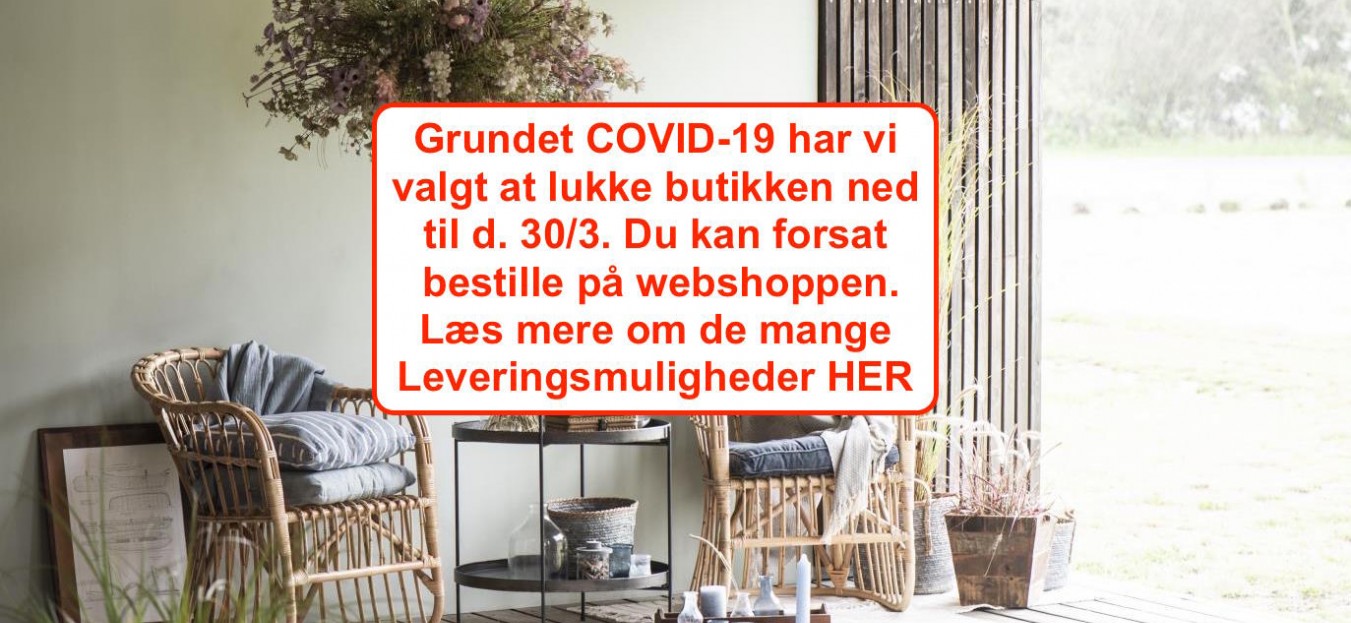 Grundet COVID-19 har vi
valgt at lukke butikken ned
til d. 30/3. Du kan forsat
bestille på webshoppen.
Læs mere om de mange
Leveringsmuligheder HER